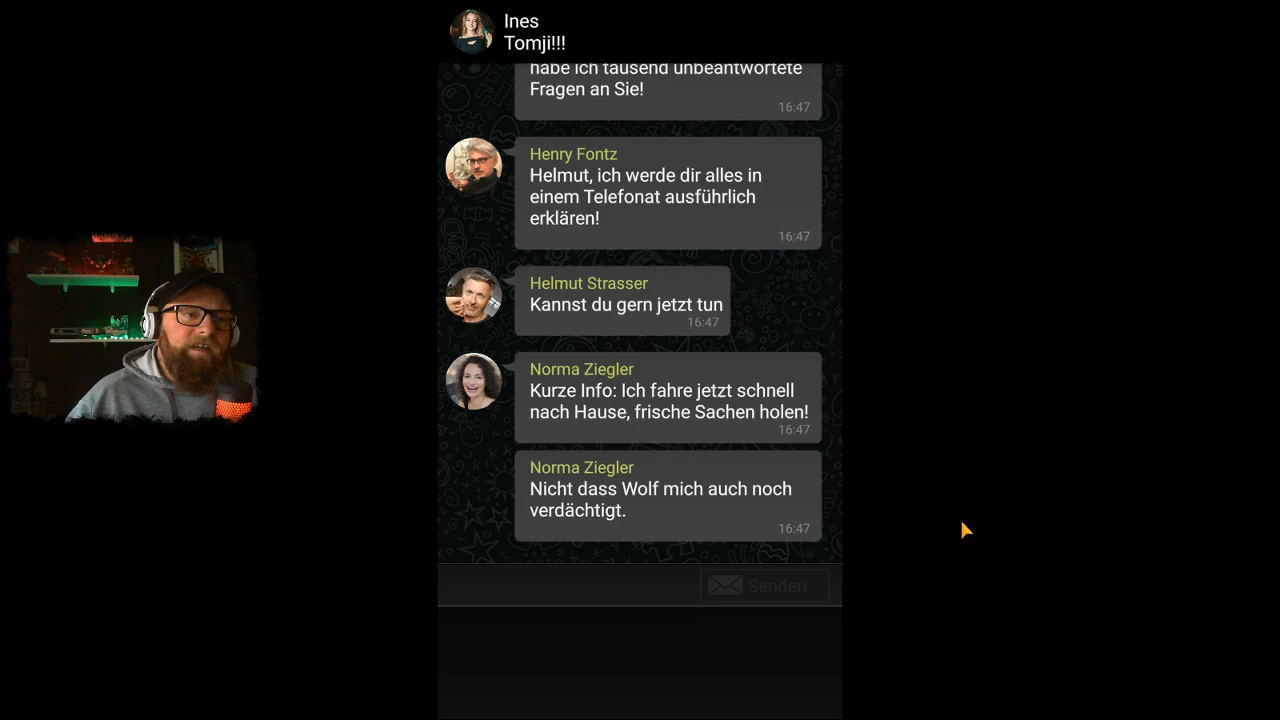 Ines
Tomji!!!
habe ich tausend unbeantwortete
Fragen an Sie!
16:47
Henry Fontz
Helmut, ich werde dir alles in
einem Telefonat ausführlich
erklären!
16:47
Helmut Strasser
Kannst du gern jetzt tun
16:47
Norma Ziegler
Kurze Info: Ich fahre jetzt schnell
nach Hause, frische Sachen holen!
16:47
Norma Ziegler
Nicht dass Wolf mich auch noch
verdächtigt.
16:47
Senden